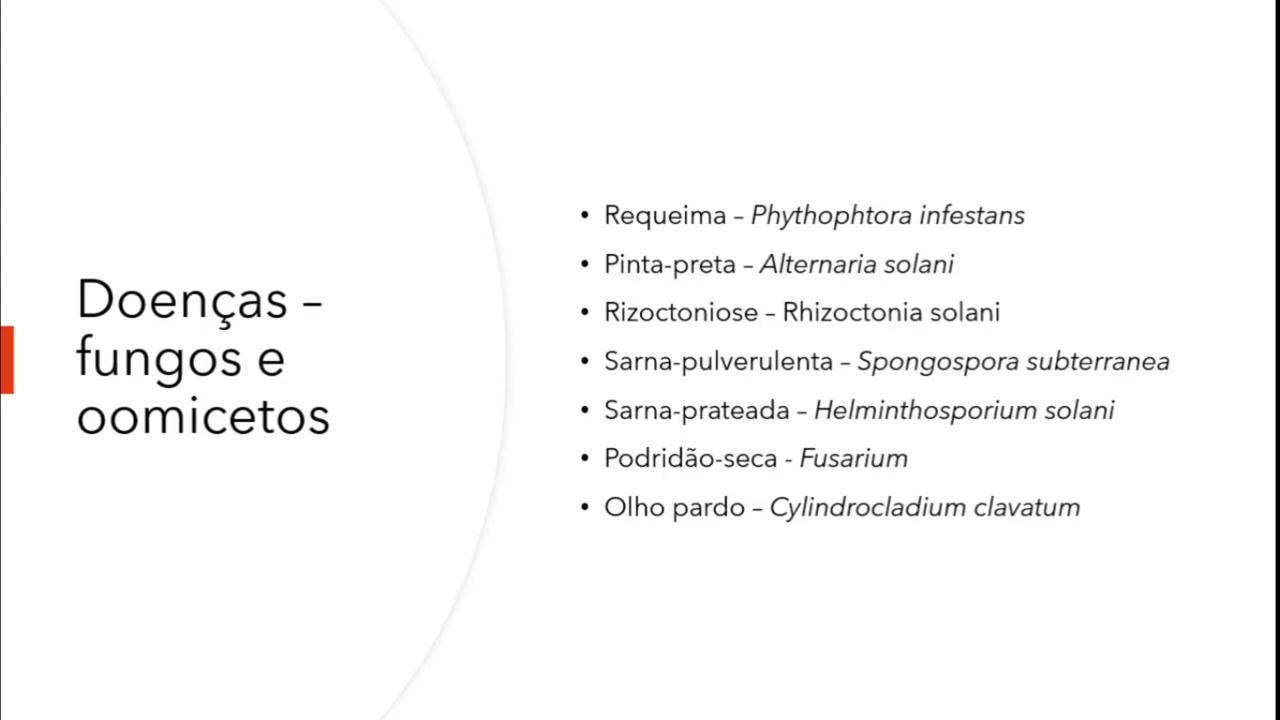 Doenças –
fungos e
oomicetos
• Requeima – Phythophtora infestans
• Pinta-preta – Alternaria solani
• Rizoctoniose – Rhizoctonia solani
• Sarna-pulverulenta – Spongospora subterranea
• Sarna-prateada – Helminthosporium solani
• Podridão-seca - Fusarium
• Olho pardo – Cylindrocladium clavatum